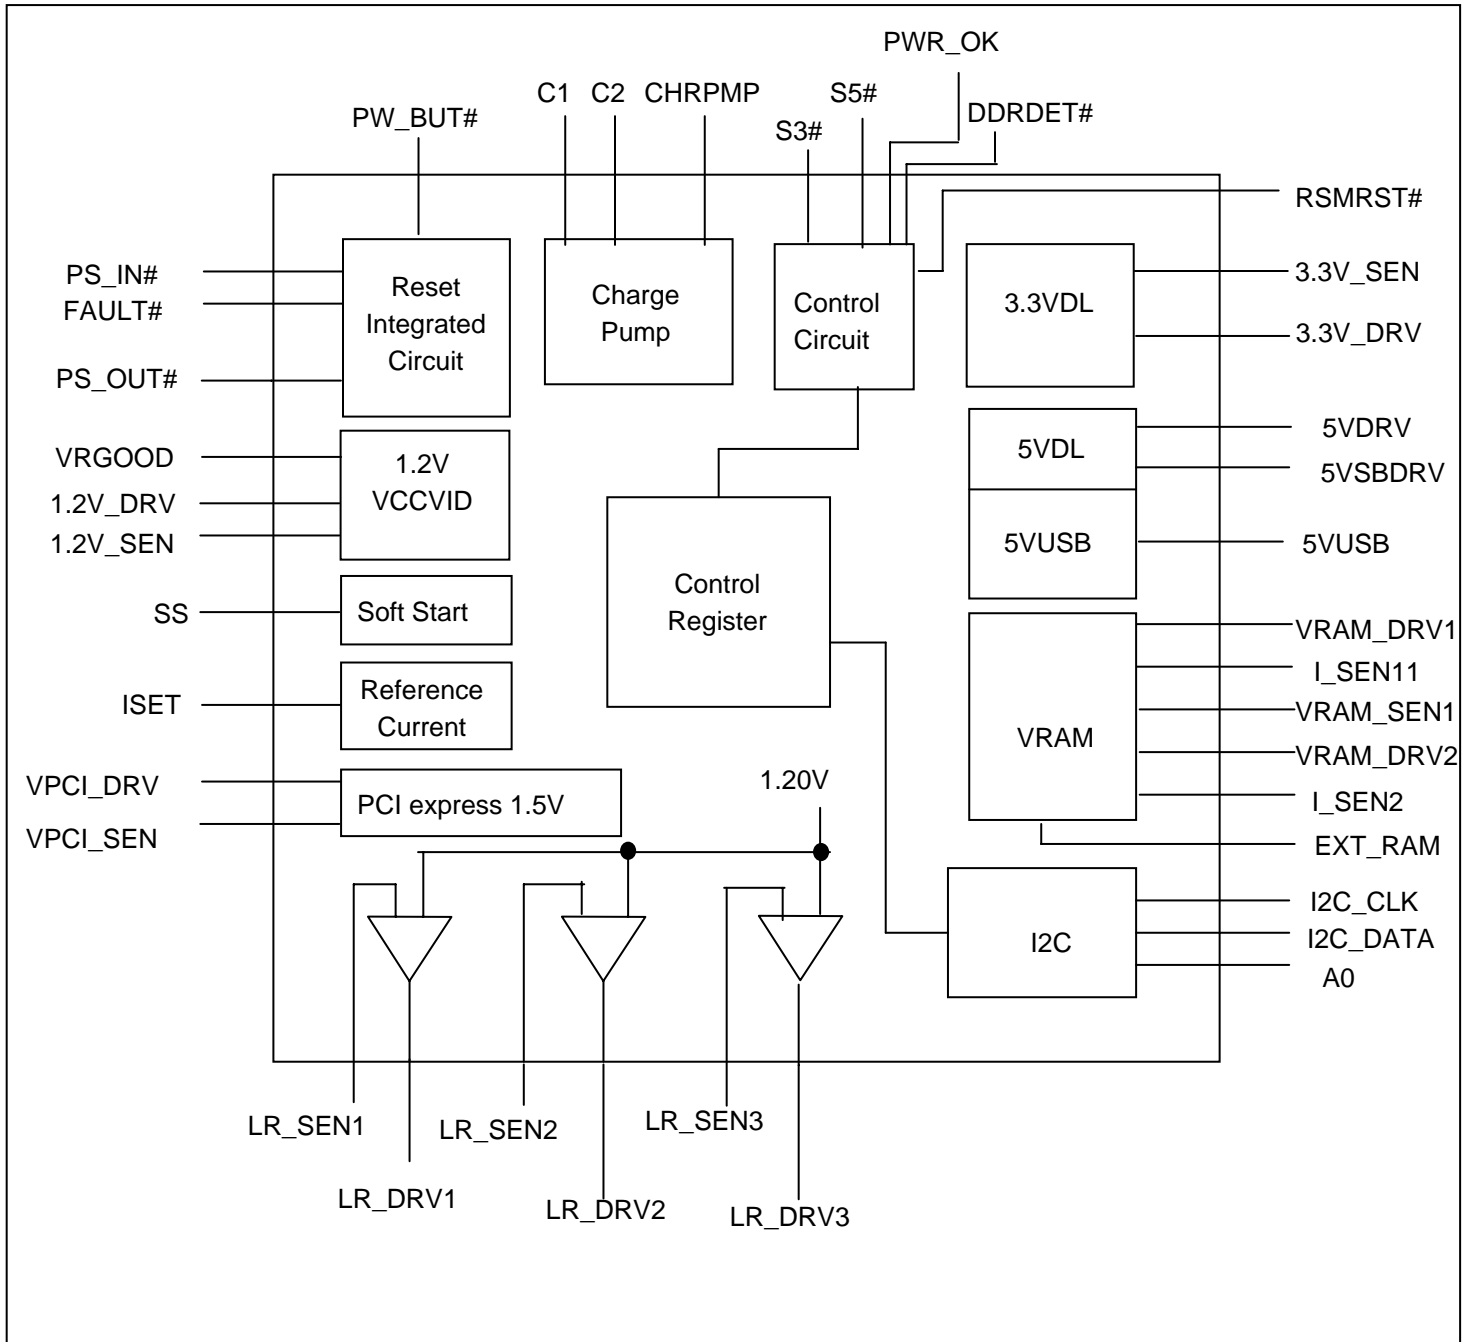 PWR_OK
C1 C2 CHRPMP
S5#
PW_BUT#
DDRDET#
S3#
RSMRST#
PS_IN#
FAULT#
PS_OUT#
Reset
Integrated
Circuit
Charge
Pump
Control
Circuit
3.3VDL
3.3V_SEN
3.3V_DRV
VRGOOD
1.2V_DRV
1.2V_SEN
1.2V
VCCVID
5VDL
5VDRV
5VSBDRV
5VUSB
5VUSB
SS
Soft Start
Control
Register
ISET
Reference
Current
VRAM
VRAM_DRV1
I_SEN11
VRAM_SEN1
VRAM_DRV2
I_SEN2
EXT_RAM
VPCI_DRV
VPCI_SEN
PCI express 1.5V
1.20V
I2C
I2C_CLK
I2C_DATA
A0
LR_SEN1
LR_SEN2
LR_SEN3
LR_DRV1
LR_DRV2
LR_DRV3